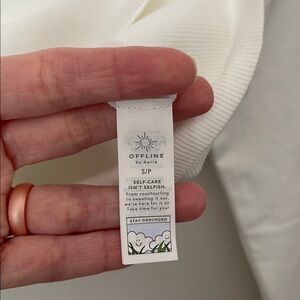 OFFLINE
by Aerie
S/P
SELF-CARE
ISN'T SELFISH.
From couchsurfing
to sweating it out,
we're here for it all.
Take time for you!
STAY GROUNDED